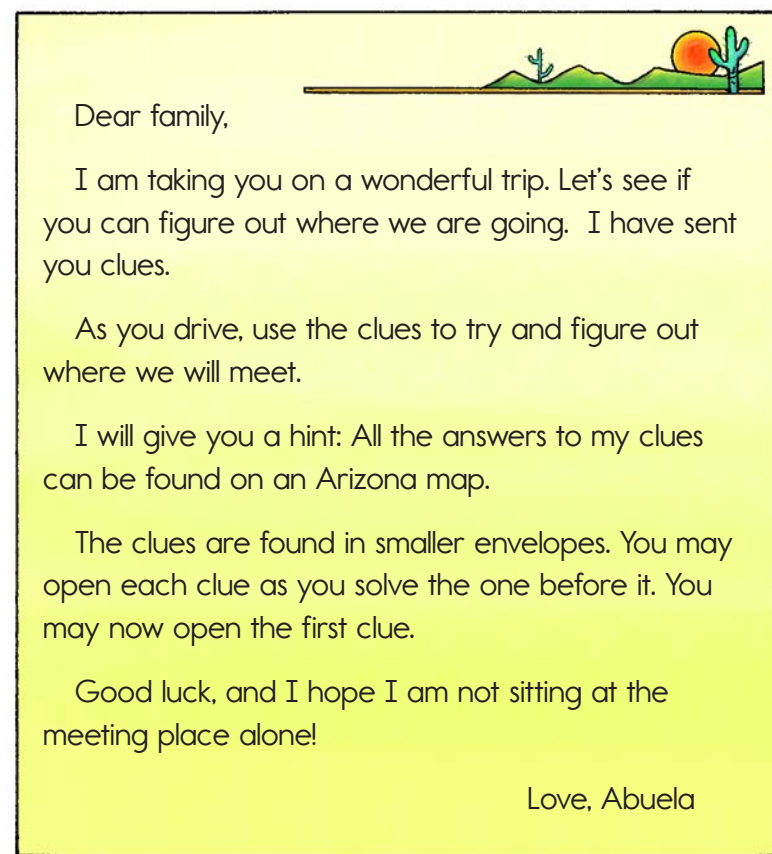 Dear family,
I am taking you on a wonderful trip. Let's see if
you can figure out where we are going.  I have sent
you clues.
As you drive, use the clues to try and figure out
where we will meet.
I will give you a hint: All the answers to my clues
can be found on an Arizona map.
The clues are found in smaller envelopes. You may
open each clue as you solve the one before it. You
may now open the first clue.
Good luck, and I hope I am not sitting at the
meeting place alone!
Love, Abuela